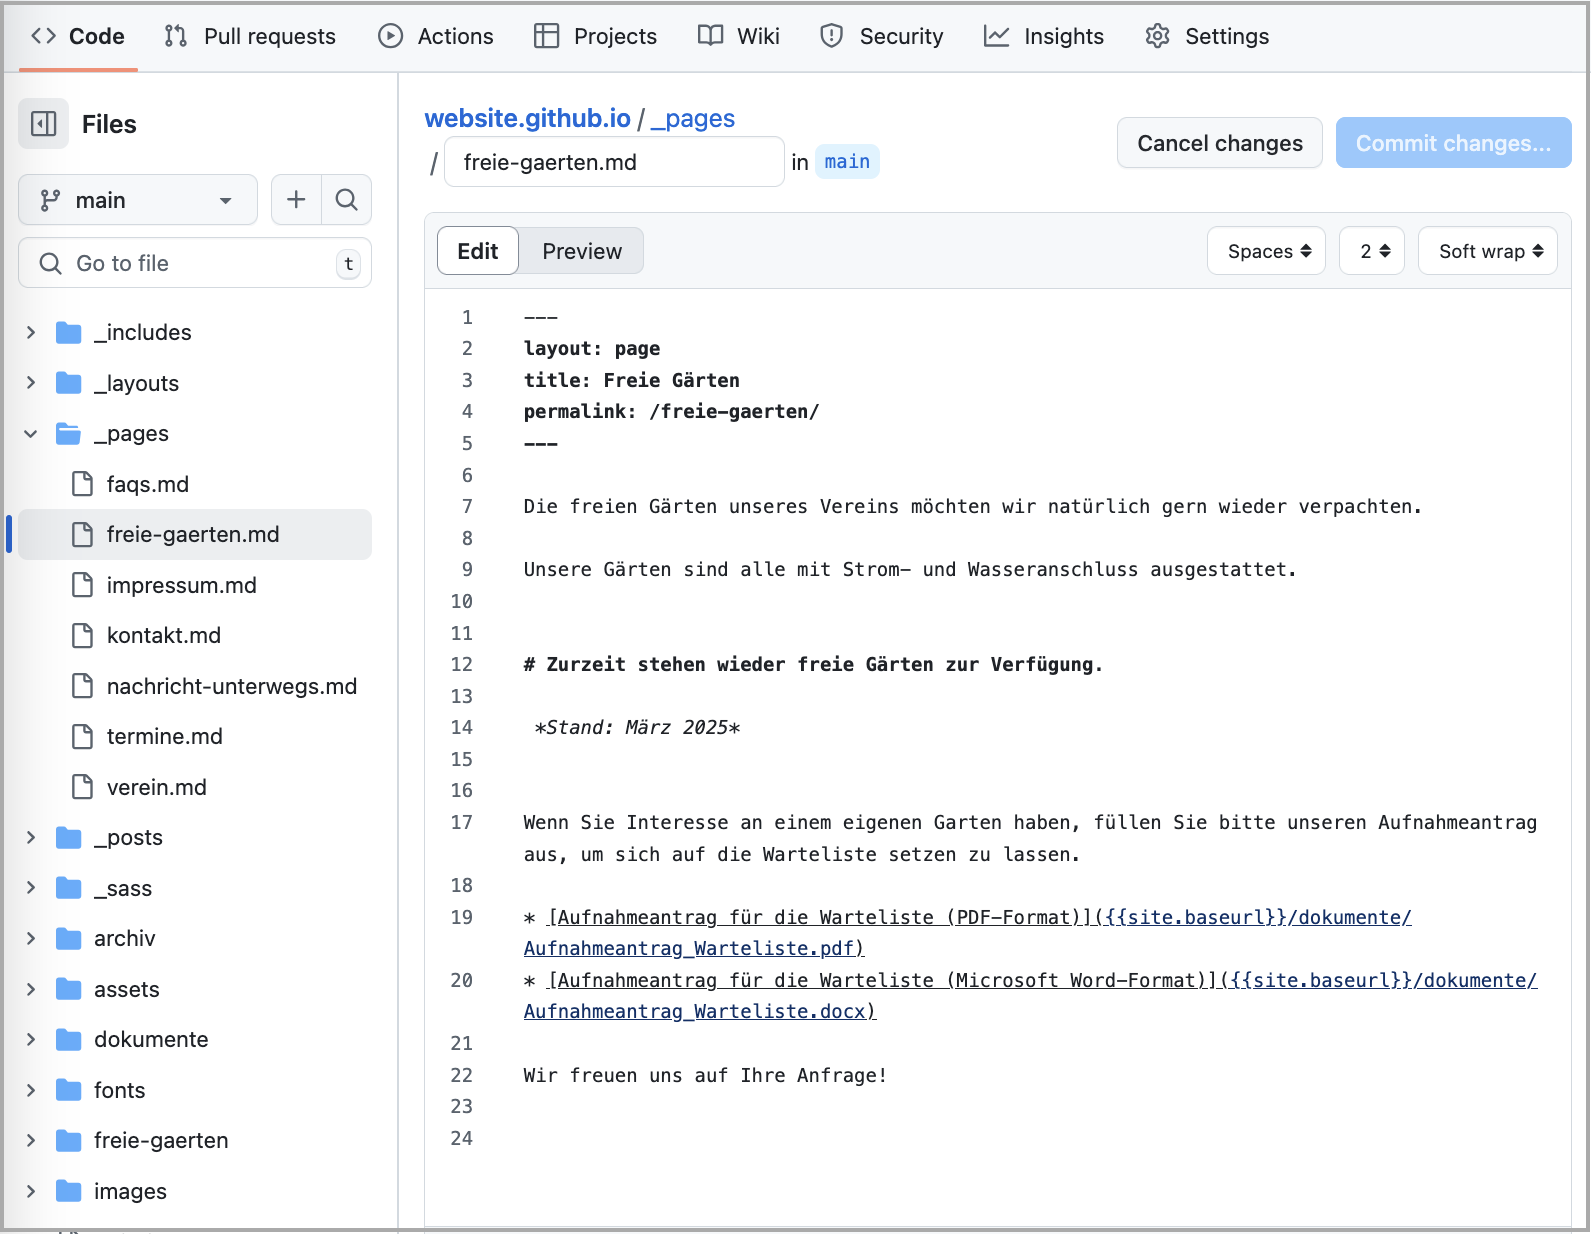 Code Pull requests Actions Projects Wiki Security Insights Settings
Files
main
Go to file t
_includes
_layouts
_pages
faqs.md
freie-gaerten.md
impressum.md
kontakt.md
nachricht-unterwegs.md
termine.md
verein.md
_posts
_sass
archiv
assets
dokumente
fonts
freie-gaerten
images
website.github.io / _pages
/ freie-gaerten.md in main
Cancel changes Commit changes...
Edit Preview Spaces 2 Soft wrap
1 ---
2 layout: page
3 title: Freie Gärten
4 permalink: /freie-gaerten/
5 ---
6
7 Die freien Gärten unseres Vereins möchten wir natürlich gern wieder verpachten.
8
9 Unsere Gärten sind alle mit Strom- und Wasseranschluss ausgestattet.
10
11
12 # Zurzeit stehen wieder freie Gärten zur Verfügung.
13
14 *Stand: März 2025*
15
16
17 Wenn Sie Interesse an einem eigenen Garten haben, füllen Sie bitte unseren Aufnahmeantrag
aus, um sich auf die Warteliste setzen zu lassen.
18
19 * [Aufnahmeantrag für die Warteliste (PDF-Format)]({{site.baseurl}}/dokumente/
Aufnahmeantrag_Warteliste.pdf)
20 * [Aufnahmeantrag für die Warteliste (Microsoft Word-Format)]({{site.baseurl}}/dokumente/
Aufnahmeantrag_Warteliste.docx)
21
22 Wir freuen uns auf Ihre Anfrage!
23
24